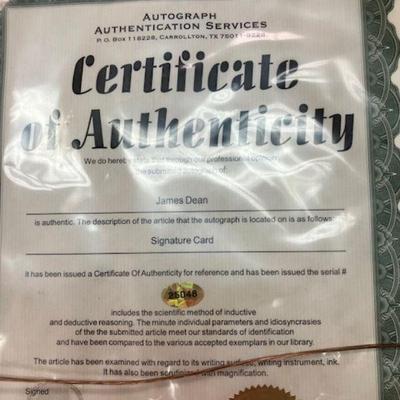 AUTOGRAPH
AUTHENTICATION SERVICES
P.O. BOX 118228, CARROLLTON, TX 75011-8228
Certificate
of Authenticity
We do hereby state that through our professional opinion,
the submitted autograph of:
James Dean
is authentic. The description of the article that the autograph is located on is as follows:
Signature Card
It has been issued a Certificate Of Authenticity for reference and has been issued the serial #
25046
includes the scientific method of inductive
and deductive reasoning. The minute individual parameters and idiosyncrasies
of the the submitted article meet our standards of identification
and have been compared to the various accepted exemplars in our library.
The article has been examined with regard to its writing surface, writing instrument, ink.
It has also been scrutinized with magnification.
Signed